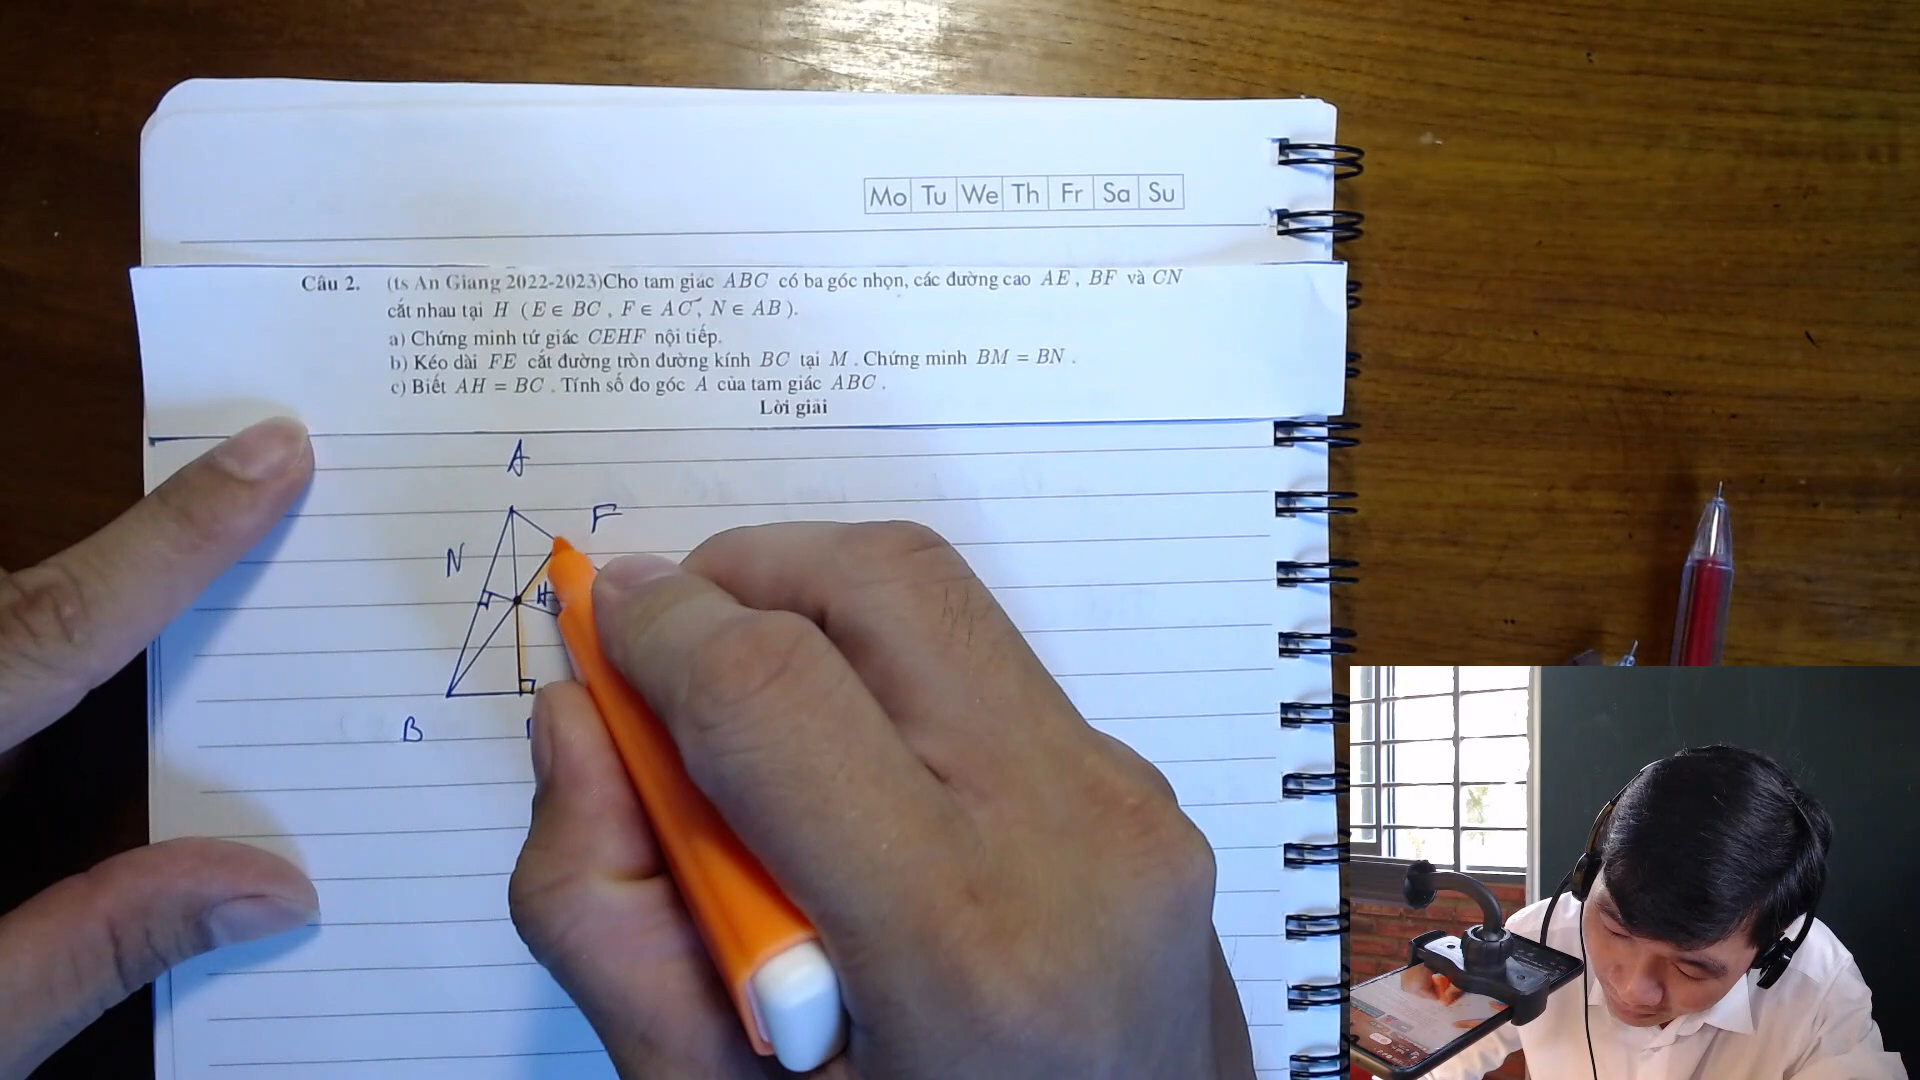 Mo Tu We Th Fr Sa Su
Câu 2. (ts An Giang 2022-2023)Cho tam giác ABC có ba góc nhọn, các đường cao AE , BF và CN
cắt nhau tại H ( E ∈ BC , F ∈ AC , N ∈ AB ).
a) Chứng minh tứ giác CEHF nội tiếp.
b) Kéo dài FE cắt đường tròn đường kính BC tại M . Chứng minh BM = BN .
c) Biết AH = BC . Tính số đo góc A của tam giác ABC .
Lời giải
A
F
N
H
B